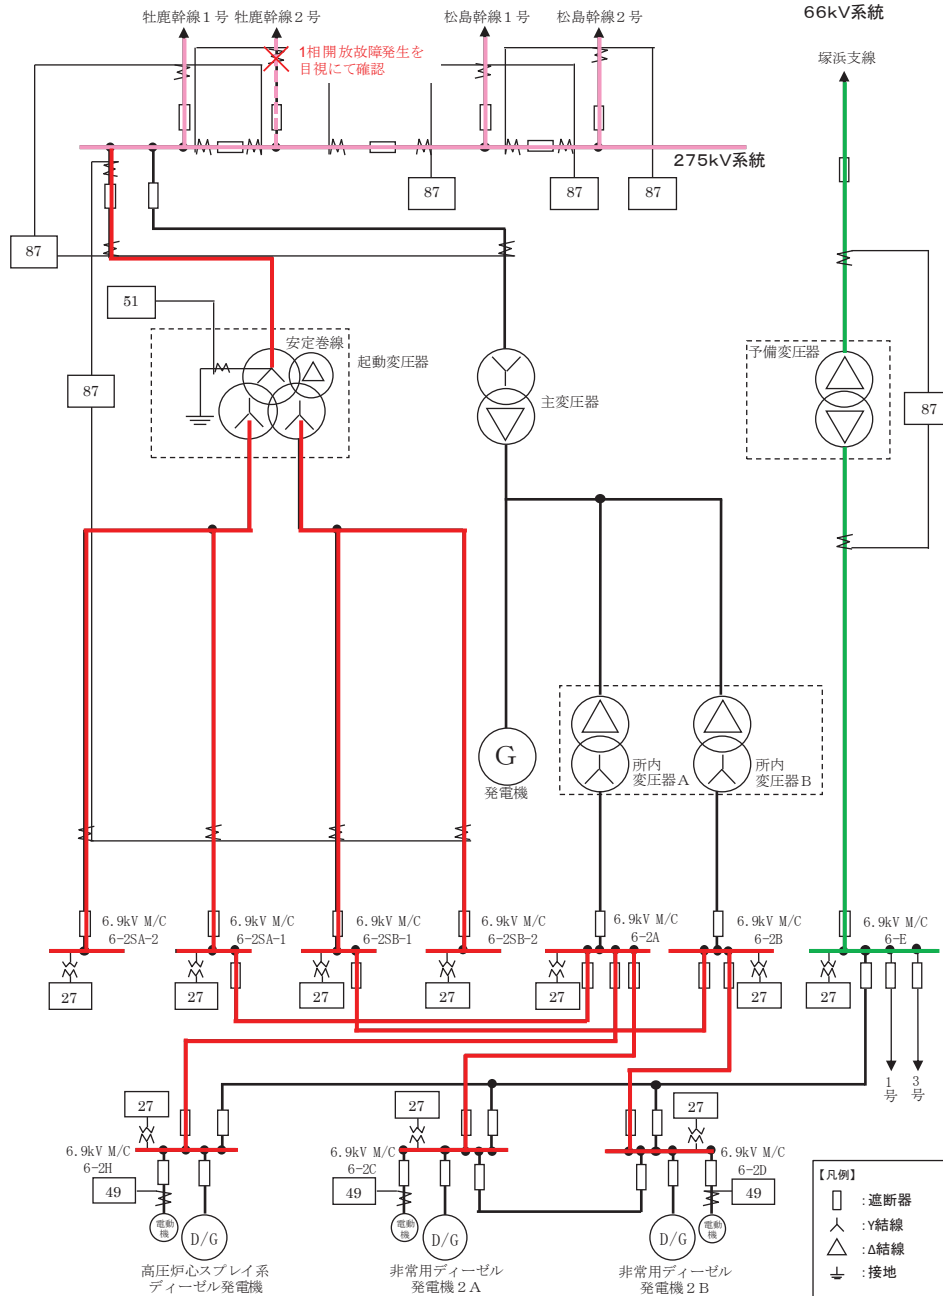 66kV系統
牡鹿幹線1号
牡鹿幹線2号
松島幹線1号
松島幹線2号
1相開放故障発生を
目視にて確認
塚浜支線
275kV系統
87
87
87
87
51
安定巻線
起動変圧器
予備変圧器
87
主変圧器
87
G
発電機
所内
変圧器A
所内
変圧器B
6.9kV M/C
6-2SA-2
6.9kV M/C
6-2SA-1
6.9kV M/C
6-2SB-1
6.9kV M/C
6-2SB-2
6.9kV M/C
6-2A
6.9kV M/C
6-2B
6.9kV M/C
6-E
27
27
27
27
27
27
27
1号
3号
27
27
27
6.9kV M/C
6-2H
6.9kV M/C
6-2C
6.9kV M/C
6-2D
49
49
49
電動機
D/G
電動機
D/G
D/G
電動機
高圧炉心スプレイ系
ディーゼル発電機
非常用ディーゼル
発電機2A
非常用ディーゼル
発電機2B
【凡例】
:遮断器
:Y結線
:Δ結線
:接地